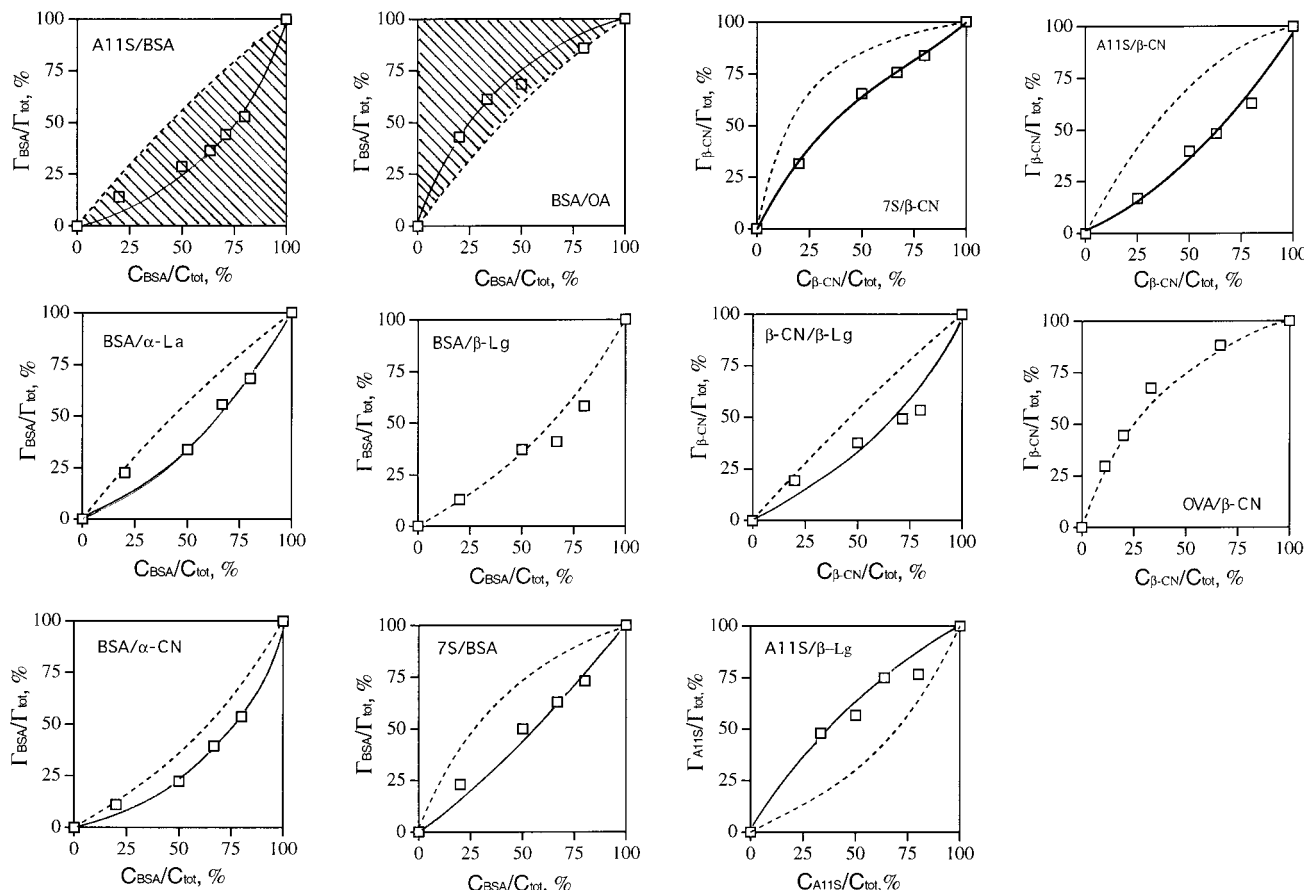 A11S/BSA
Γ_BSA/Γ_tot, %
100
75
50
25
0
0 25 50 75 100
C_BSA/C_tot, %
BSA/OA
Γ_BSA/Γ_tot, %
100
75
50
25
0
0 25 50 75 100
C_BSA/C_tot, %
7S/β-CN
Γ_β-CN/Γ_tot, %
100
75
50
25
0
0 25 50 75 100
C_β-CN/C_tot, %
A11S/β-CN
Γ_β-CN/Γ_tot, %
100
75
50
25
0
0 25 50 75 100
C_β-CN/C_tot, %
BSA/α-La
Γ_BSA/Γ_tot, %
100
75
50
25
0
0 25 50 75 100
C_BSA/C_tot, %
BSA/β-Lg
Γ_BSA/Γ_tot, %
100
75
50
25
0
0 25 50 75 100
C_BSA/C_tot, %
β-CN/β-Lg
Γ_β-CN/Γ_tot, %
100
75
50
25
0
0 25 50 75 100
C_β-CN/C_tot, %
OVA/β-CN
Γ_β-CN/Γ_tot, %
100
75
50
25
0
0 25 50 75 100
C_β-CN/C_tot, %
BSA/α-CN
Γ_BSA/Γ_tot, %
100
75
50
25
0
0 25 50 75 100
C_BSA/C_tot, %
7S/BSA
Γ_BSA/Γ_tot, %
100
75
50
25
0
0 25 50 75 100
C_BSA/C_tot, %
A11S/β-Lg
Γ_A11S/Γ_tot,%
100
75
50
25
0
0 25 50 75 100
C_A11S/C_tot,%